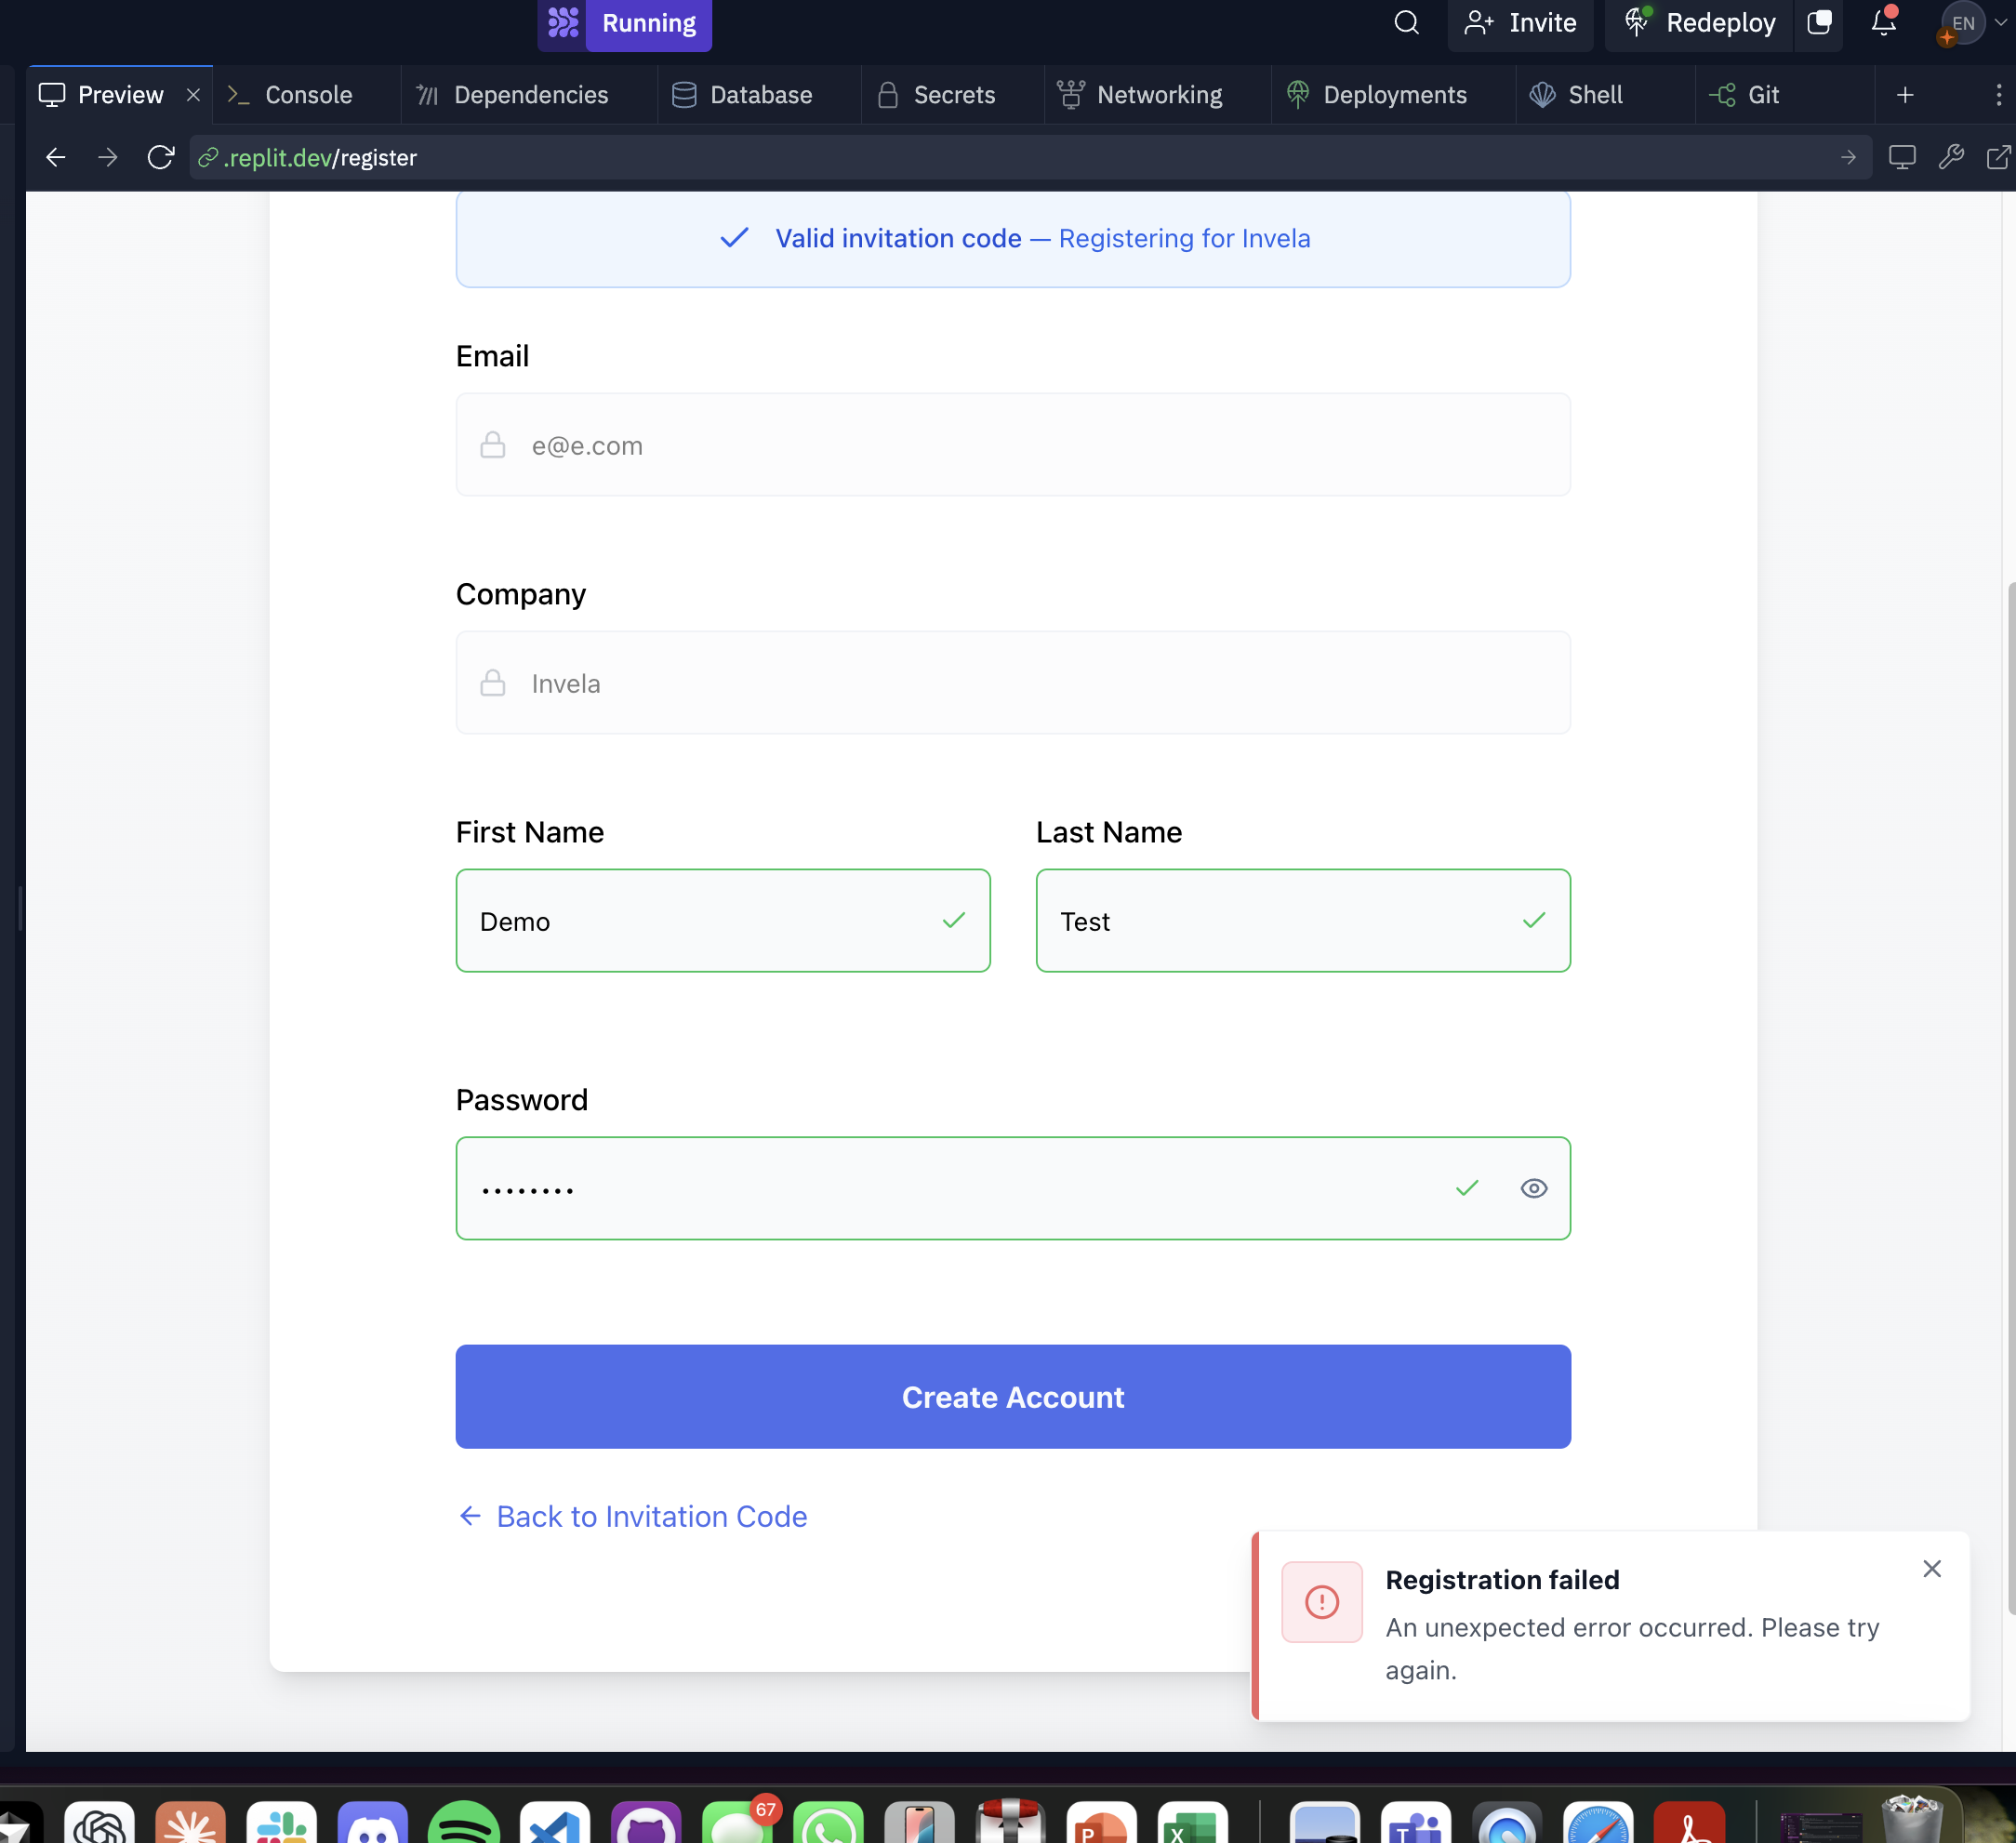 Running
Invite
Redeploy
EN
Preview
Console
Dependencies
Database
Secrets
Networking
Deployments
Shell
Git
.replit.dev/register
Valid invitation code — Registering for Invela
Email
e@e.com
Company
Invela
First Name
Last Name
Demo
Test
Password
Create Account
← Back to Invitation Code
Registration failed
An unexpected error occurred. Please try
again.
67
P
X
T